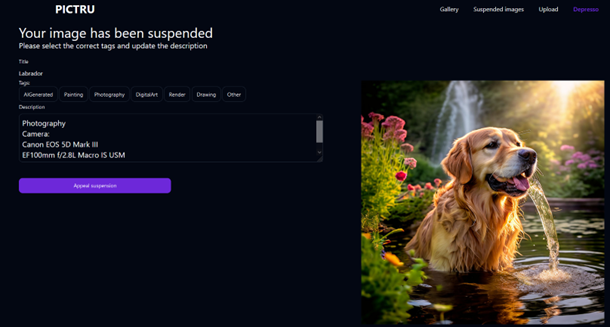 PICTRU
Gallery
Suspended images
Upload
Depresso
Your image has been suspended
Please select the correct tags and update the description
Title
Labrador
Tags:
AIGenerated
Painting
Photography
DigitalArt
Render
Drawing
Other
Description
Photography
Camera:
Canon EOS 5D Mark III
EF100mm f/2.8L Macro IS USM
Appeal suspension